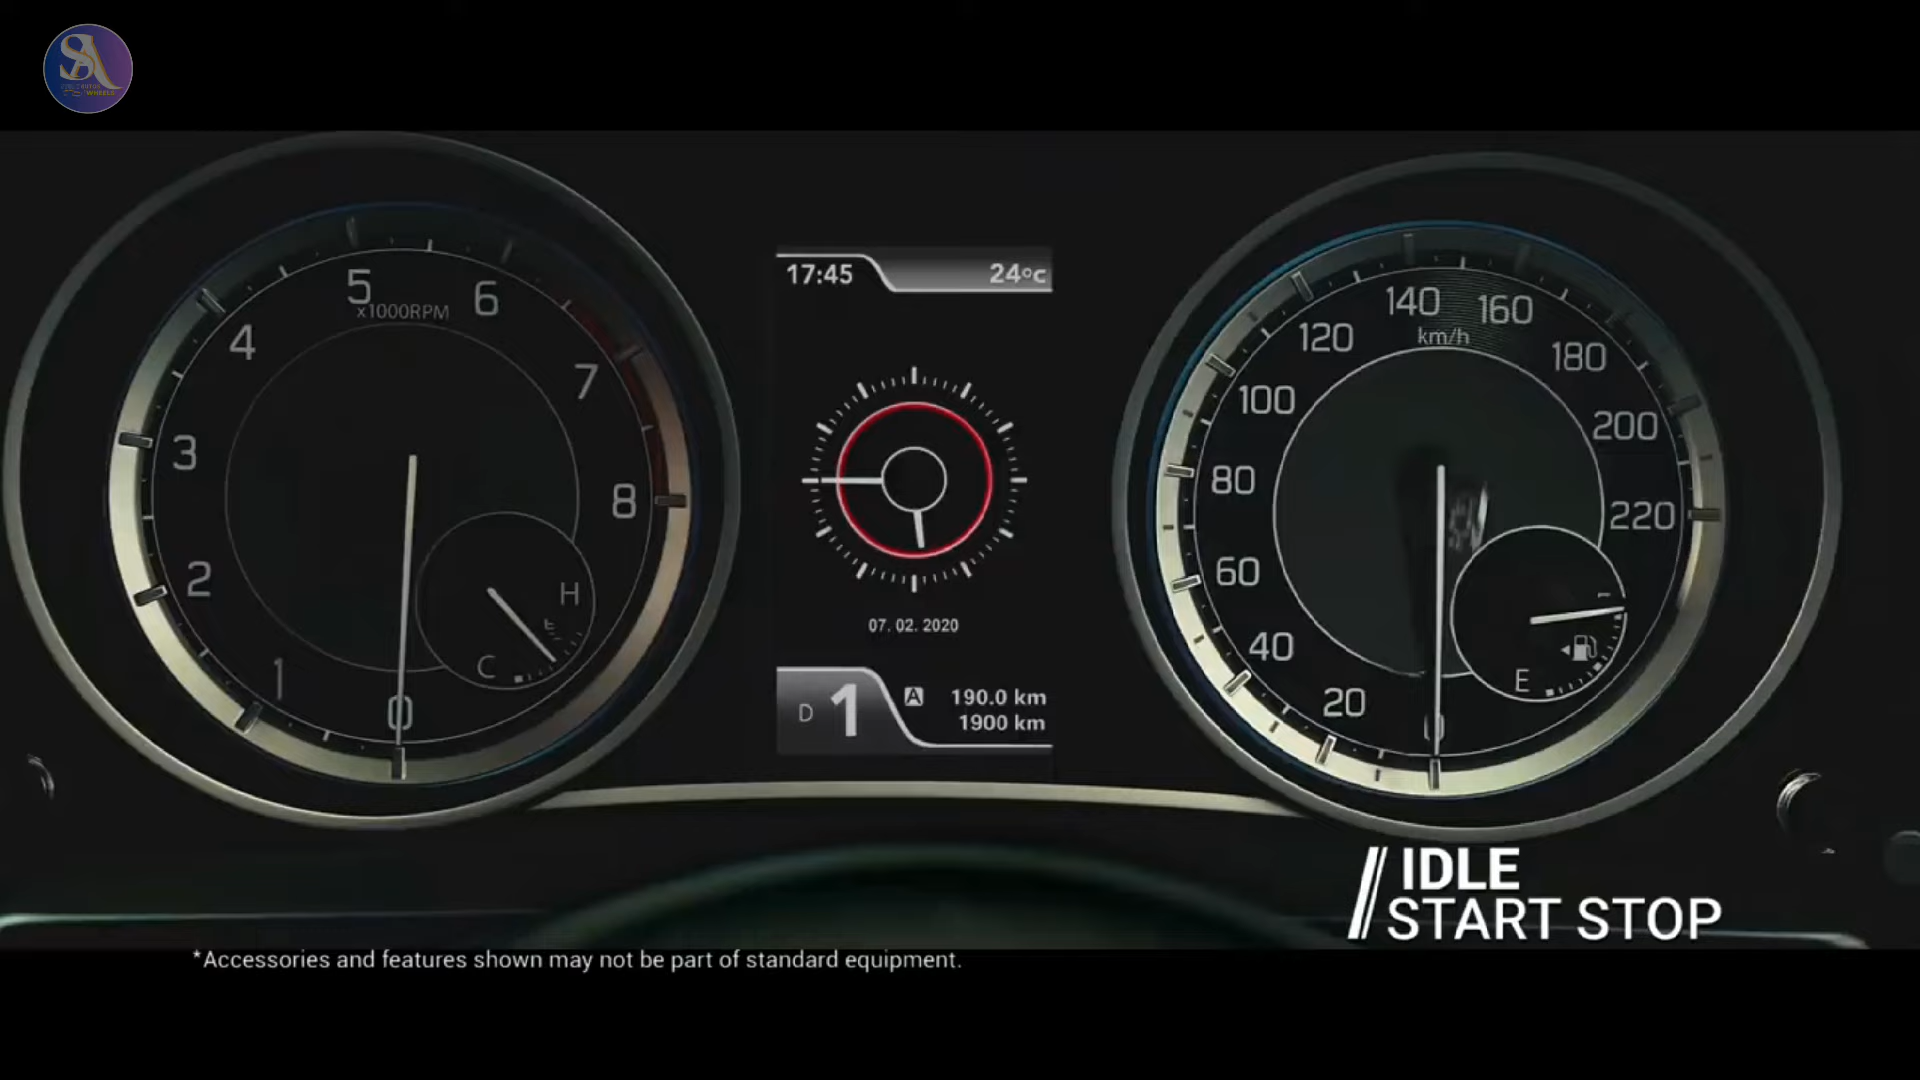 SA
WHEELS
17:45
24°C
5
x1000RPM
6
4
7
3
8
2
H
C
1
0
07. 02. 2020
D 1
A 190.0 km
1900 km
140
160
km/h
120
180
100
200
80
220
60
40
E
20
0
IDLE
START STOP
*Accessories and features shown may not be part of standard equipment.